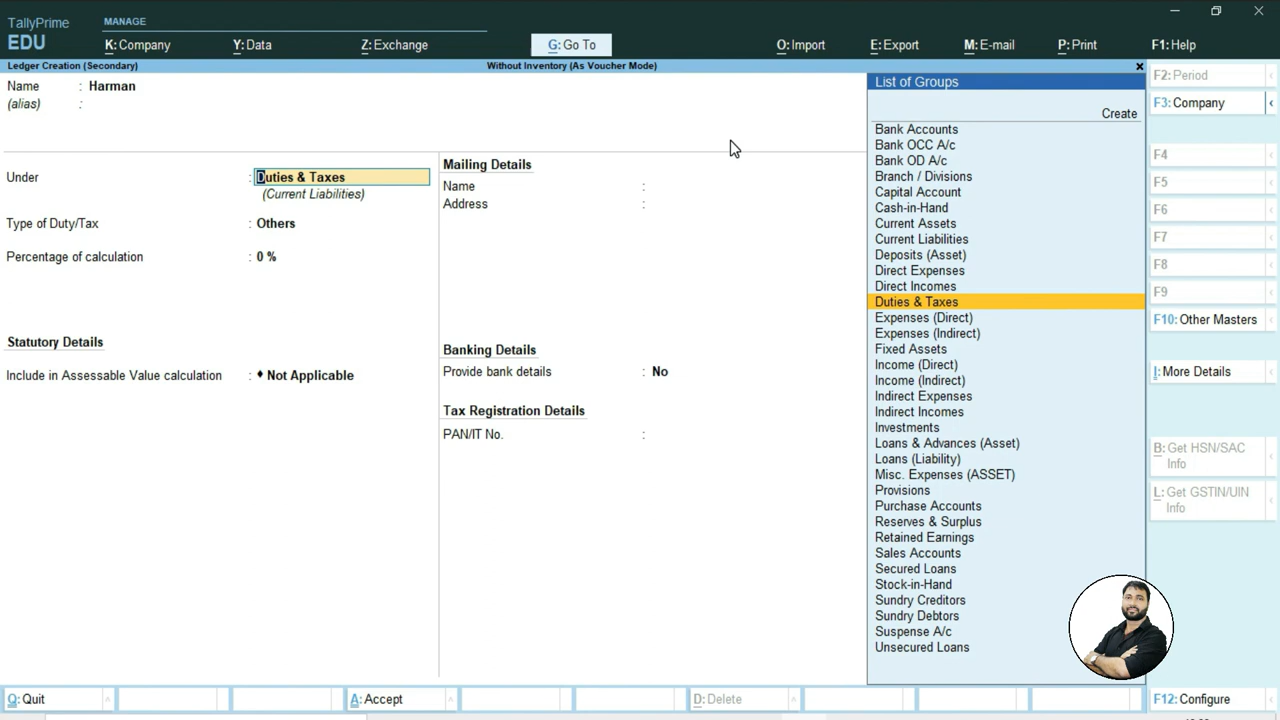 TallyPrime
EDU
MANAGE
K: Company
Y: Data
Z: Exchange
G: Go To
O: Import
E: Export
M: E-mail
P: Print
F1: Help
Ledger Creation (Secondary)
Without Inventory (As Voucher Mode)
Name : Harman
(alias) :
Under : Duties & Taxes
(Current Liabilities)
Type of Duty/Tax : Others
Percentage of calculation : 0 %
Statutory Details
Include in Assessable Value calculation : ♦ Not Applicable
Mailing Details
Name :
Address :
Banking Details
Provide bank details : No
Tax Registration Details
PAN/IT No. :
List of Groups
Create
Bank Accounts
Bank OCC A/c
Bank OD A/c
Branch / Divisions
Capital Account
Cash-in-Hand
Current Assets
Current Liabilities
Deposits (Asset)
Direct Expenses
Direct Incomes
Duties & Taxes
Expenses (Direct)
Expenses (Indirect)
Fixed Assets
Income (Direct)
Income (Indirect)
Indirect Expenses
Indirect Incomes
Investments
Loans & Advances (Asset)
Loans (Liability)
Misc. Expenses (ASSET)
Provisions
Purchase Accounts
Reserves & Surplus
Retained Earnings
Sales Accounts
Secured Loans
Stock-in-Hand
Sundry Creditors
Sundry Debtors
Suspense A/c
Unsecured Loans
F2: Period
F3: Company
F4
F5
F6
F7
F8
F9
F10: Other Masters
I: More Details
B: Get HSN/SAC
Info
L: Get GSTIN/UIN
Info
Q: Quit
A: Accept
D: Delete
F12: Configure